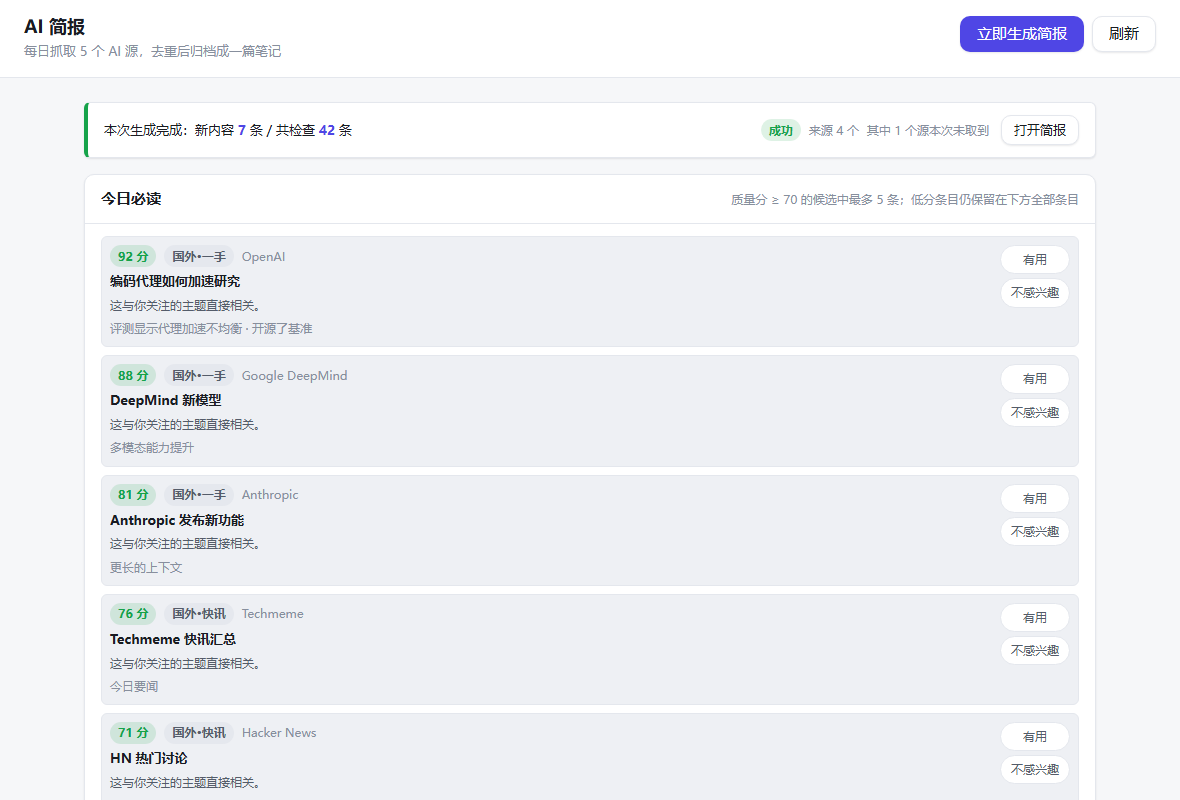 AI 简报
每日抓取 5 个 AI 源，去重后归档成一篇笔记
立即生成简报
刷新
本次生成完成：新内容 7 条 / 共检查 42 条
成功 来源 4 个 其中 1 个源本次未取到
打开简报
今日必读
质量分 ≥ 70 的候选中最多 5 条；低分条目仍保留在下方全部条目
92 分 国外·一手 OpenAI
编码代理如何加速研究
这与你关注的主题直接相关。
评测显示代理加速不均衡 · 开源了基准
有用
不感兴趣
88 分 国外·一手 Google DeepMind
DeepMind 新模型
这与你关注的主题直接相关。
多模态能力提升
有用
不感兴趣
81 分 国外·一手 Anthropic
Anthropic 发布新功能
这与你关注的主题直接相关。
更长的上下文
有用
不感兴趣
76 分 国外·快讯 Techmeme
Techmeme 快讯汇总
这与你关注的主题直接相关。
今日要闻
有用
不感兴趣
71 分 国外·快讯 Hacker News
HN 热门讨论
这与你关注的主题直接相关。
有用
不感兴趣